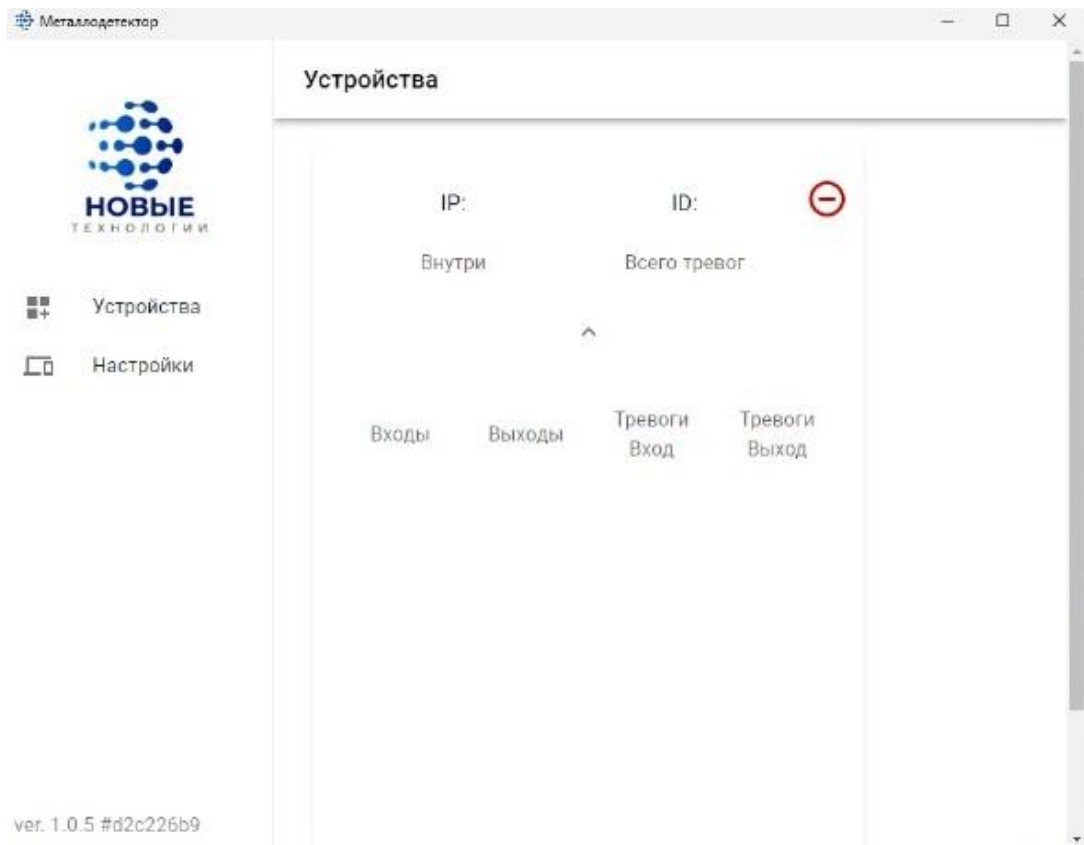 Металлодетектор
НОВЫЕ
ТЕХНОЛОГИИ
Устройства
Настройки
ver. 1.0.5 #d2c226b9
Устройства
IP:
ID:
Внутри
Всего тревог
Входы
Выходы
Тревоги
Вход
Тревоги
Выход